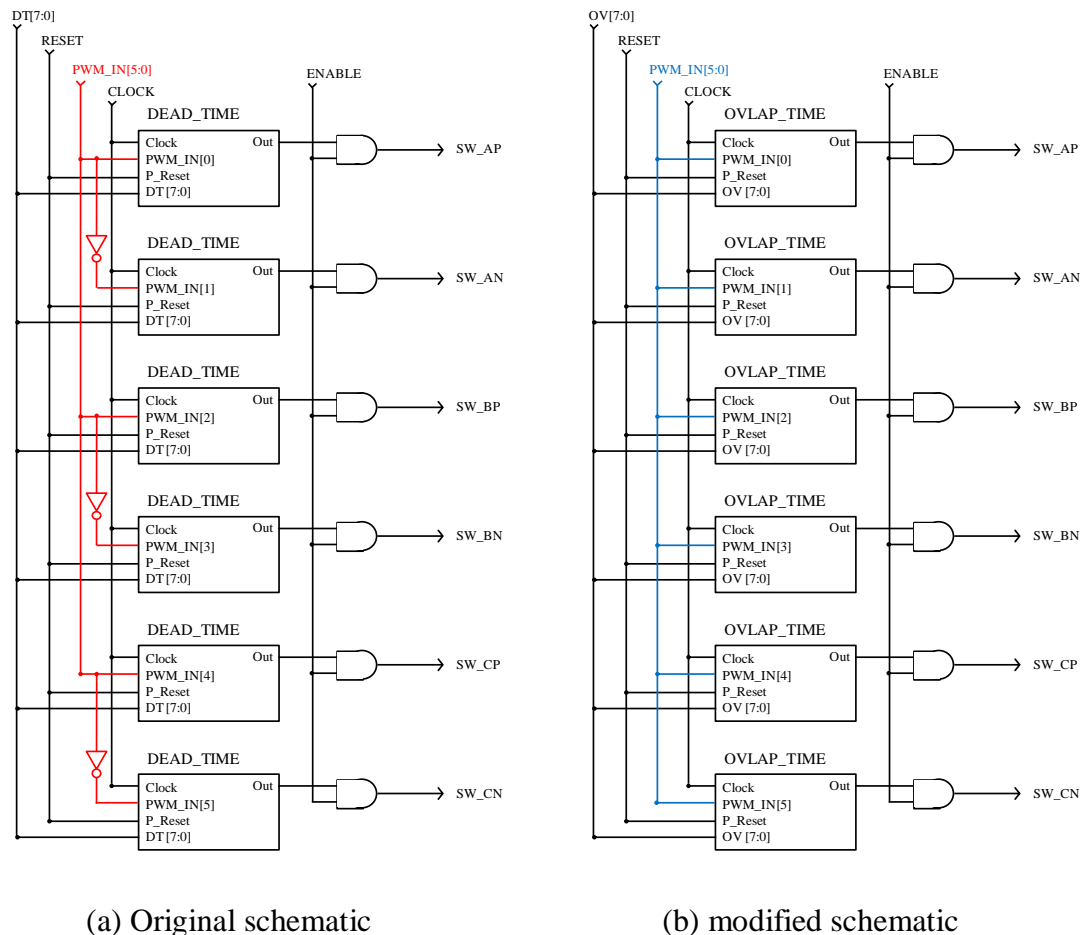 DT[7:0]
RESET
PWM_IN[5:0]
CLOCK
ENABLE
DEAD_TIME
Clock
Out
PWM_IN[0]
P_Reset
DT[7:0]
SW_AP
DEAD_TIME
Clock
Out
PWM_IN[1]
P_Reset
DT[7:0]
SW_AN
DEAD_TIME
Clock
Out
PWM_IN[2]
P_Reset
DT[7:0]
SW_BP
DEAD_TIME
Clock
Out
PWM_IN[3]
P_Reset
DT[7:0]
SW_BN
DEAD_TIME
Clock
Out
PWM_IN[4]
P_Reset
DT[7:0]
SW_CP
DEAD_TIME
Clock
Out
PWM_IN[5]
P_Reset
DT[7:0]
SW_CN
(a) Original schematic
OV[7:0]
RESET
PWM_IN[5:0]
CLOCK
ENABLE
OVLAP_TIME
Clock
Out
PWM_IN[0]
P_Reset
OV[7:0]
SW_AP
OVLAP_TIME
Clock
Out
PWM_IN[1]
P_Reset
OV[7:0]
SW_AN
OVLAP_TIME
Clock
Out
PWM_IN[2]
P_Reset
OV[7:0]
SW_BP
OVLAP_TIME
Clock
Out
PWM_IN[3]
P_Reset
OV[7:0]
SW_BN
OVLAP_TIME
Clock
Out
PWM_IN[4]
P_Reset
OV[7:0]
SW_CP
OVLAP_TIME
Clock
Out
PWM_IN[5]
P_Reset
OV[7:0]
SW_CN
(b) modified schematic